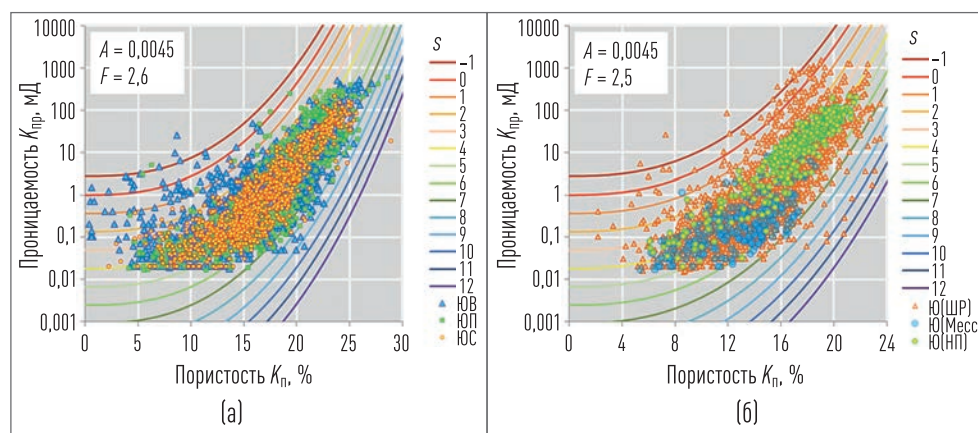 10000
1000
100
10
1
0,1
0,01
0,001
Проницаемость Kпр, мД
A = 0,0045
F = 2,6
0 5 10 15 20 25 30
Пористость Kп, %
(а)
S
−1
0
1
2
3
4
5
6
7
8
9
10
11
12
ЮВ
ЮП
ЮС
10000
1000
100
10
1
0,1
0,01
0,001
Проницаемость Kпр, мД
A = 0,0045
F = 2,5
0 4 8 12 16 20 24
Пористость Kп, %
(б)
S
−1
0
1
2
3
4
5
6
7
8
9
10
11
12
Ю(ШР)
Ю(Месс)
Ю(НП)